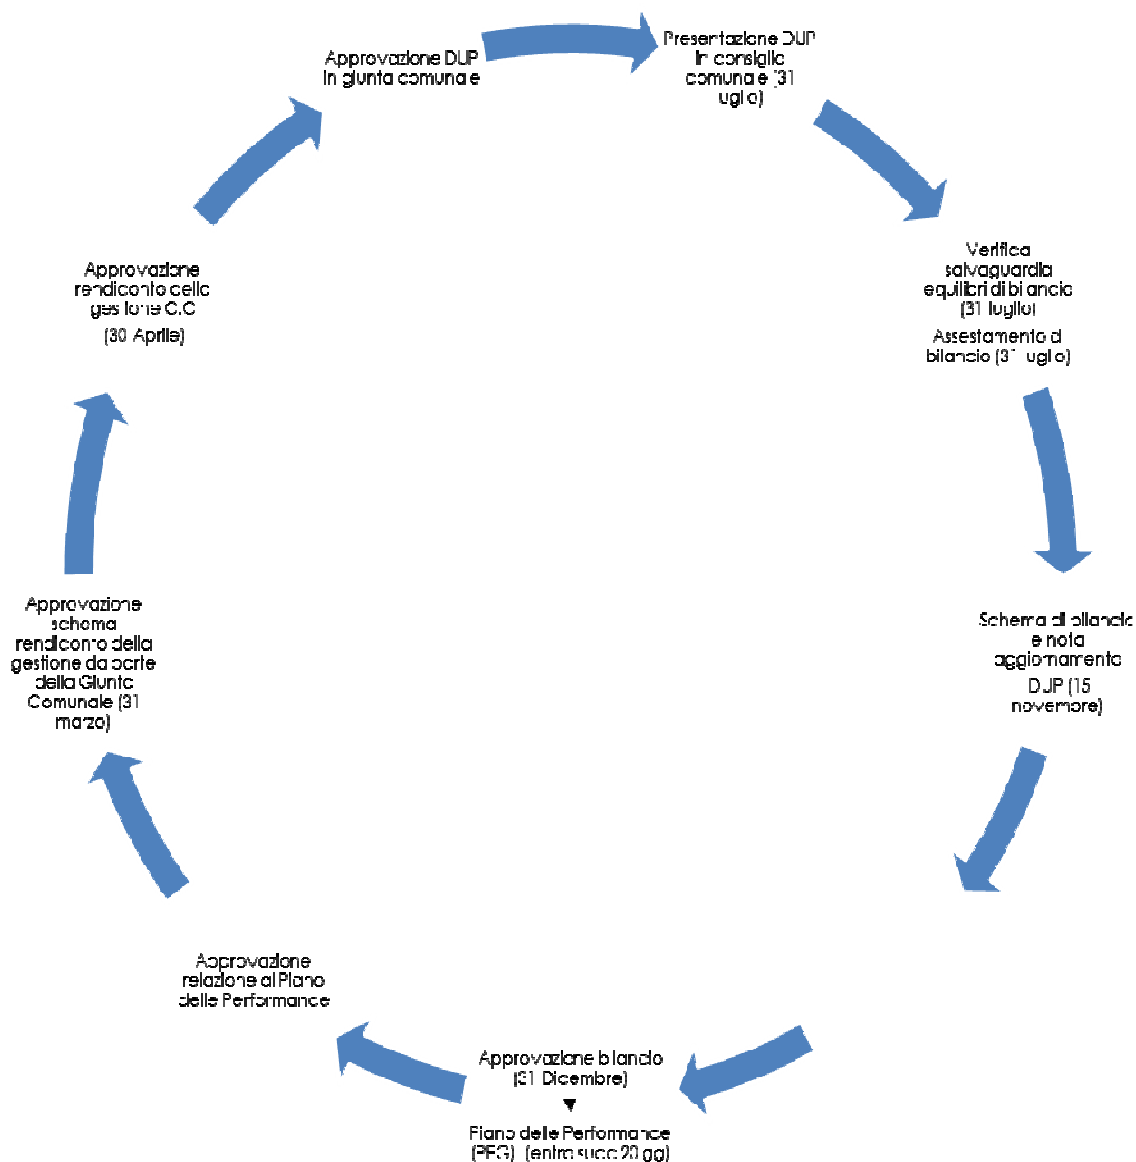 Approvazione DUP
in giunta comunale
Presentazione DUP
in consiglio
comunale (31
luglio)
Verifica
salvaguardia
equilibri di bilancio
(31 luglio)
Assestamento di
bilancio (31 luglio)
Schema di bilancio
e nota
aggiornamento
DUP (15
novembre)
Approvazione bilancio
(31 Dicembre)
Piano delle Performance
(PEG) (entro succ 20 gg)
Approvazione
relazione al Piano
delle Performance
Approvazione
schema
rendiconto della
gestione da parte
della Giunta
Comunale (31
marzo)
Approvazione
rendiconto della
gestione C.C
(30 Aprile)